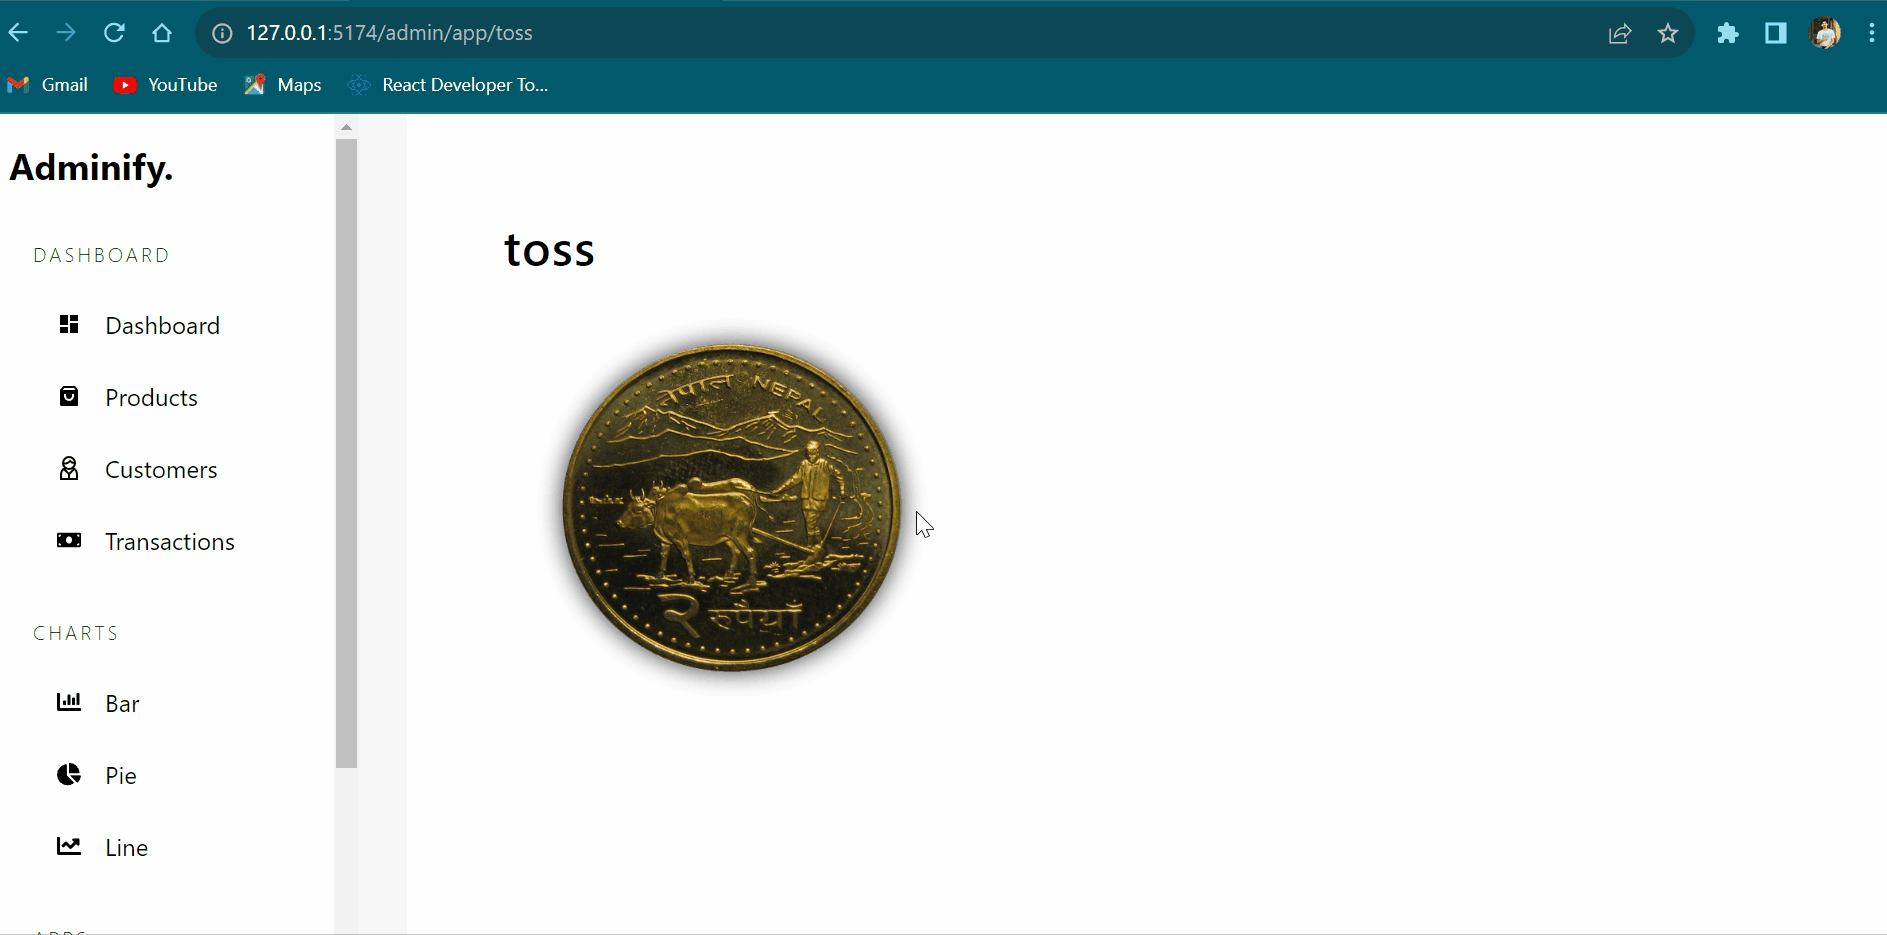 127.0.0.1:5174/admin/app/toss
Gmail
YouTube
Maps
React Developer To...
Adminify.
DASHBOARD
Dashboard
Products
Customers
Transactions
CHARTS
Bar
Pie
Line
APPS
toss
नेपाल NEPAL
२ रुपैयाँ